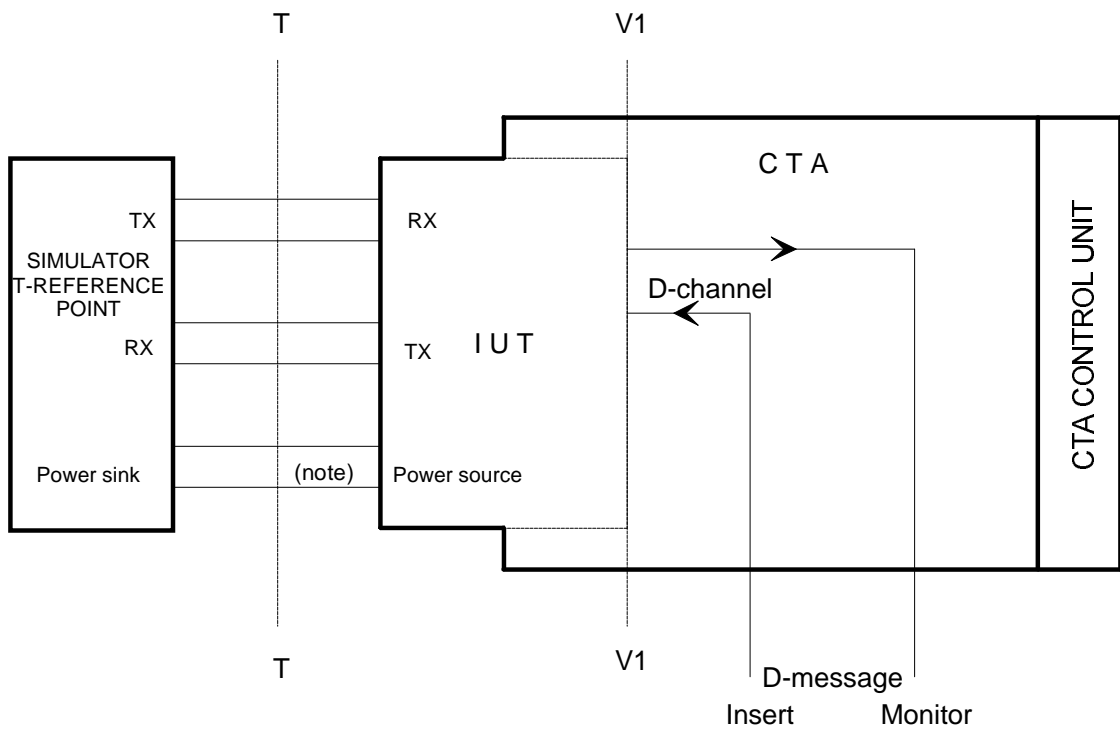 T
V1
C T A
TX
RX
SIMULATOR
T-REFERENCE
POINT
D-channel
RX
TX
I U T
CTA CONTROL UNIT
Power sink
(note)
Power source
T
V1
D-message
Insert
Monitor